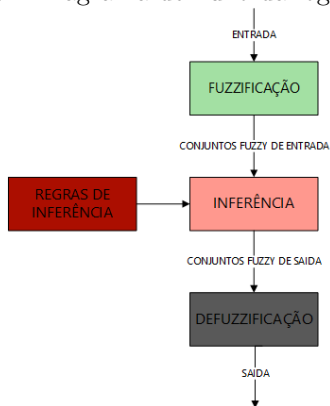 ENTRADA
FUZZIFICAÇÃO
CONJUNTOS FUZZY DE ENTRADA
REGRAS DE
INFERÊNCIA
INFERÊNCIA
CONJUNTOS FUZZY DE SAIDA
DEFUZZIFICAÇÃO
SAIDA